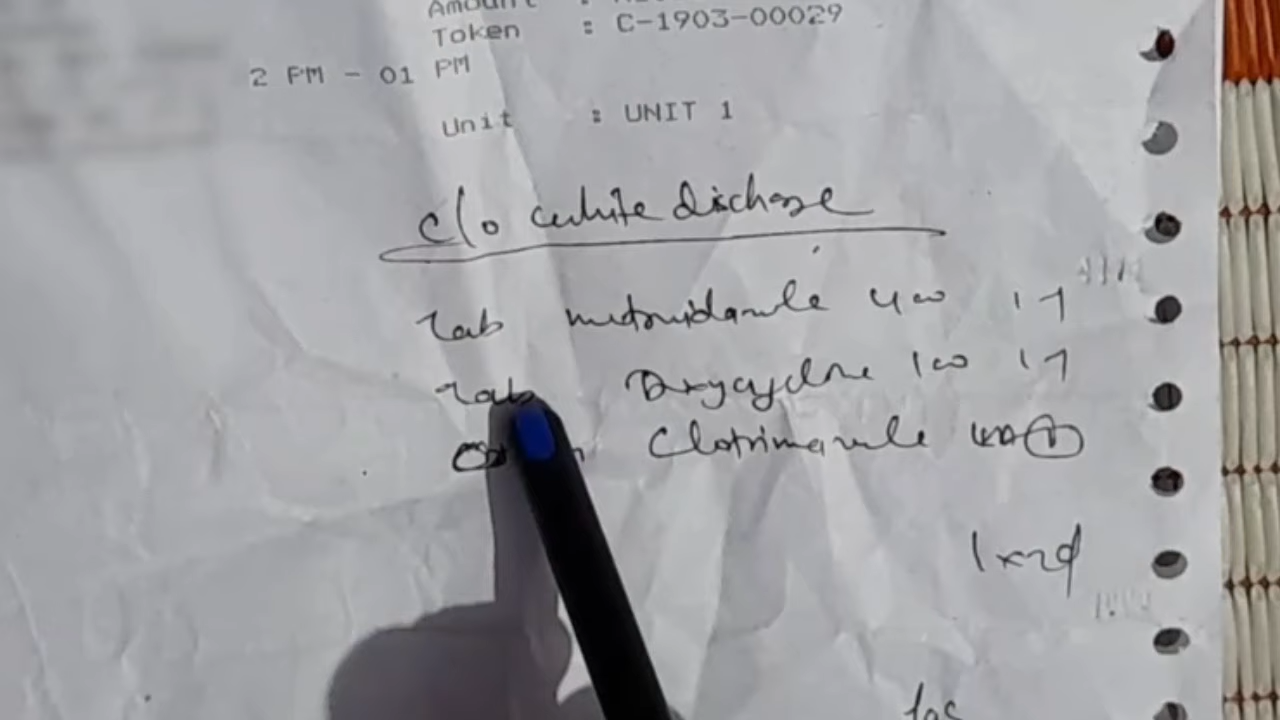 Amount :
Token : C-1903-00029
2 PM - 01 PM
Unit : UNIT 1
c/o white discharge
Tab metronidazole 400 1-1
Tab Doxycycline 100 1-1
Clotrimazole